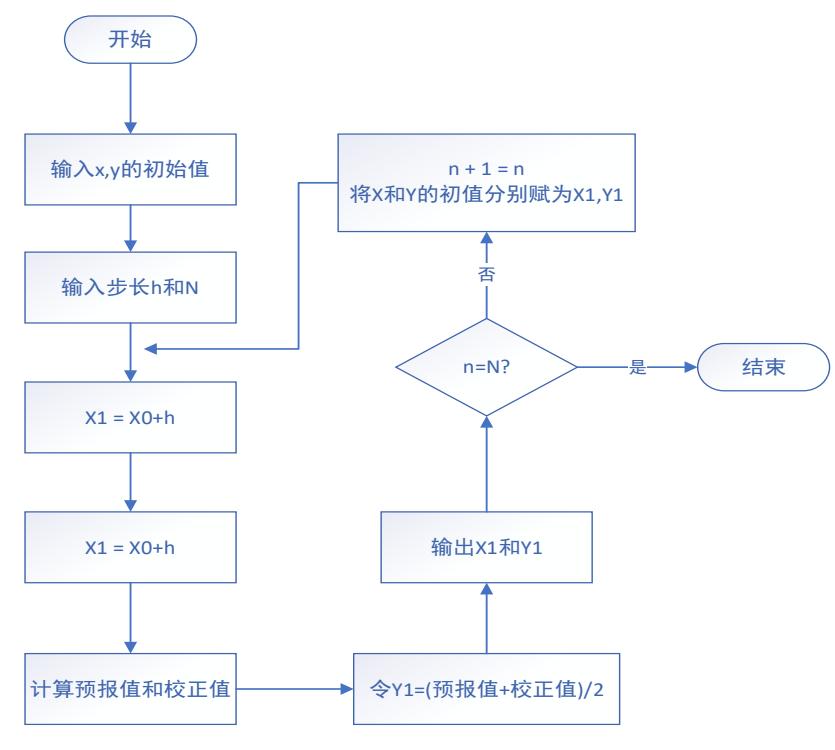 开始
输入x,y的初始值
输入步长h和N
X1 = X0+h
X1 = X0+h
计算预报值和校正值
令Y1=(预报值+校正值)/2
输出X1和Y1
n=N?
是
结束
否
n + 1 = n
将X和Y的初值分别赋为X1,Y1